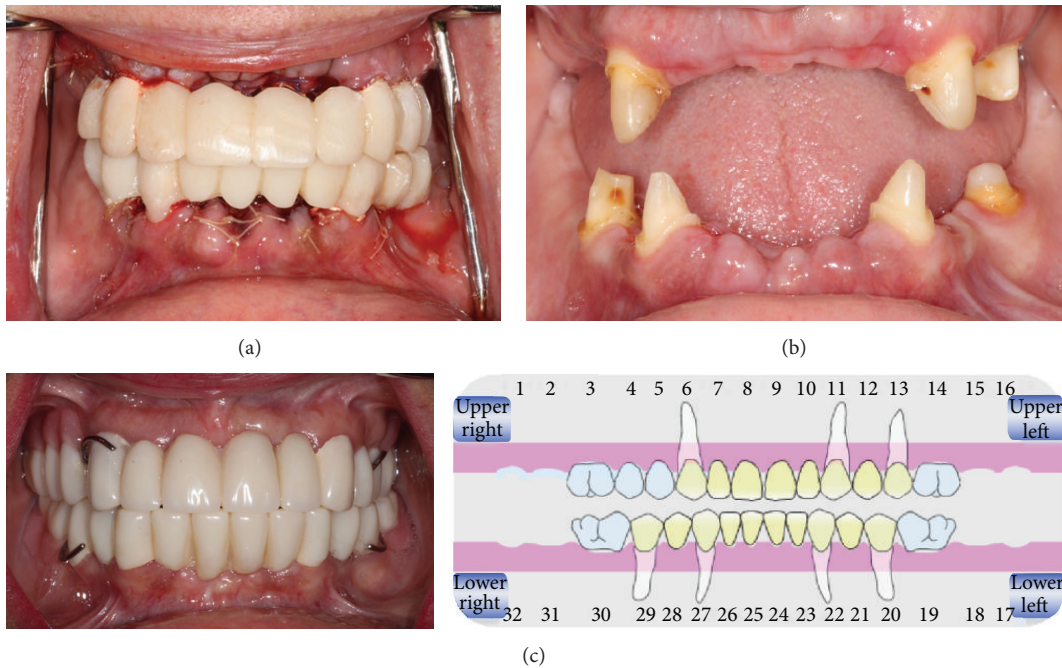 (a)
(b)
1 2 3 4 5 6 7 8 9 10 11 12 13 14 15 16
Upper
right
Upper
left
Lower
right
Lower
left
32 31 30 29 28 27 26 25 24 23 22 21 20 19 18 17
(c)